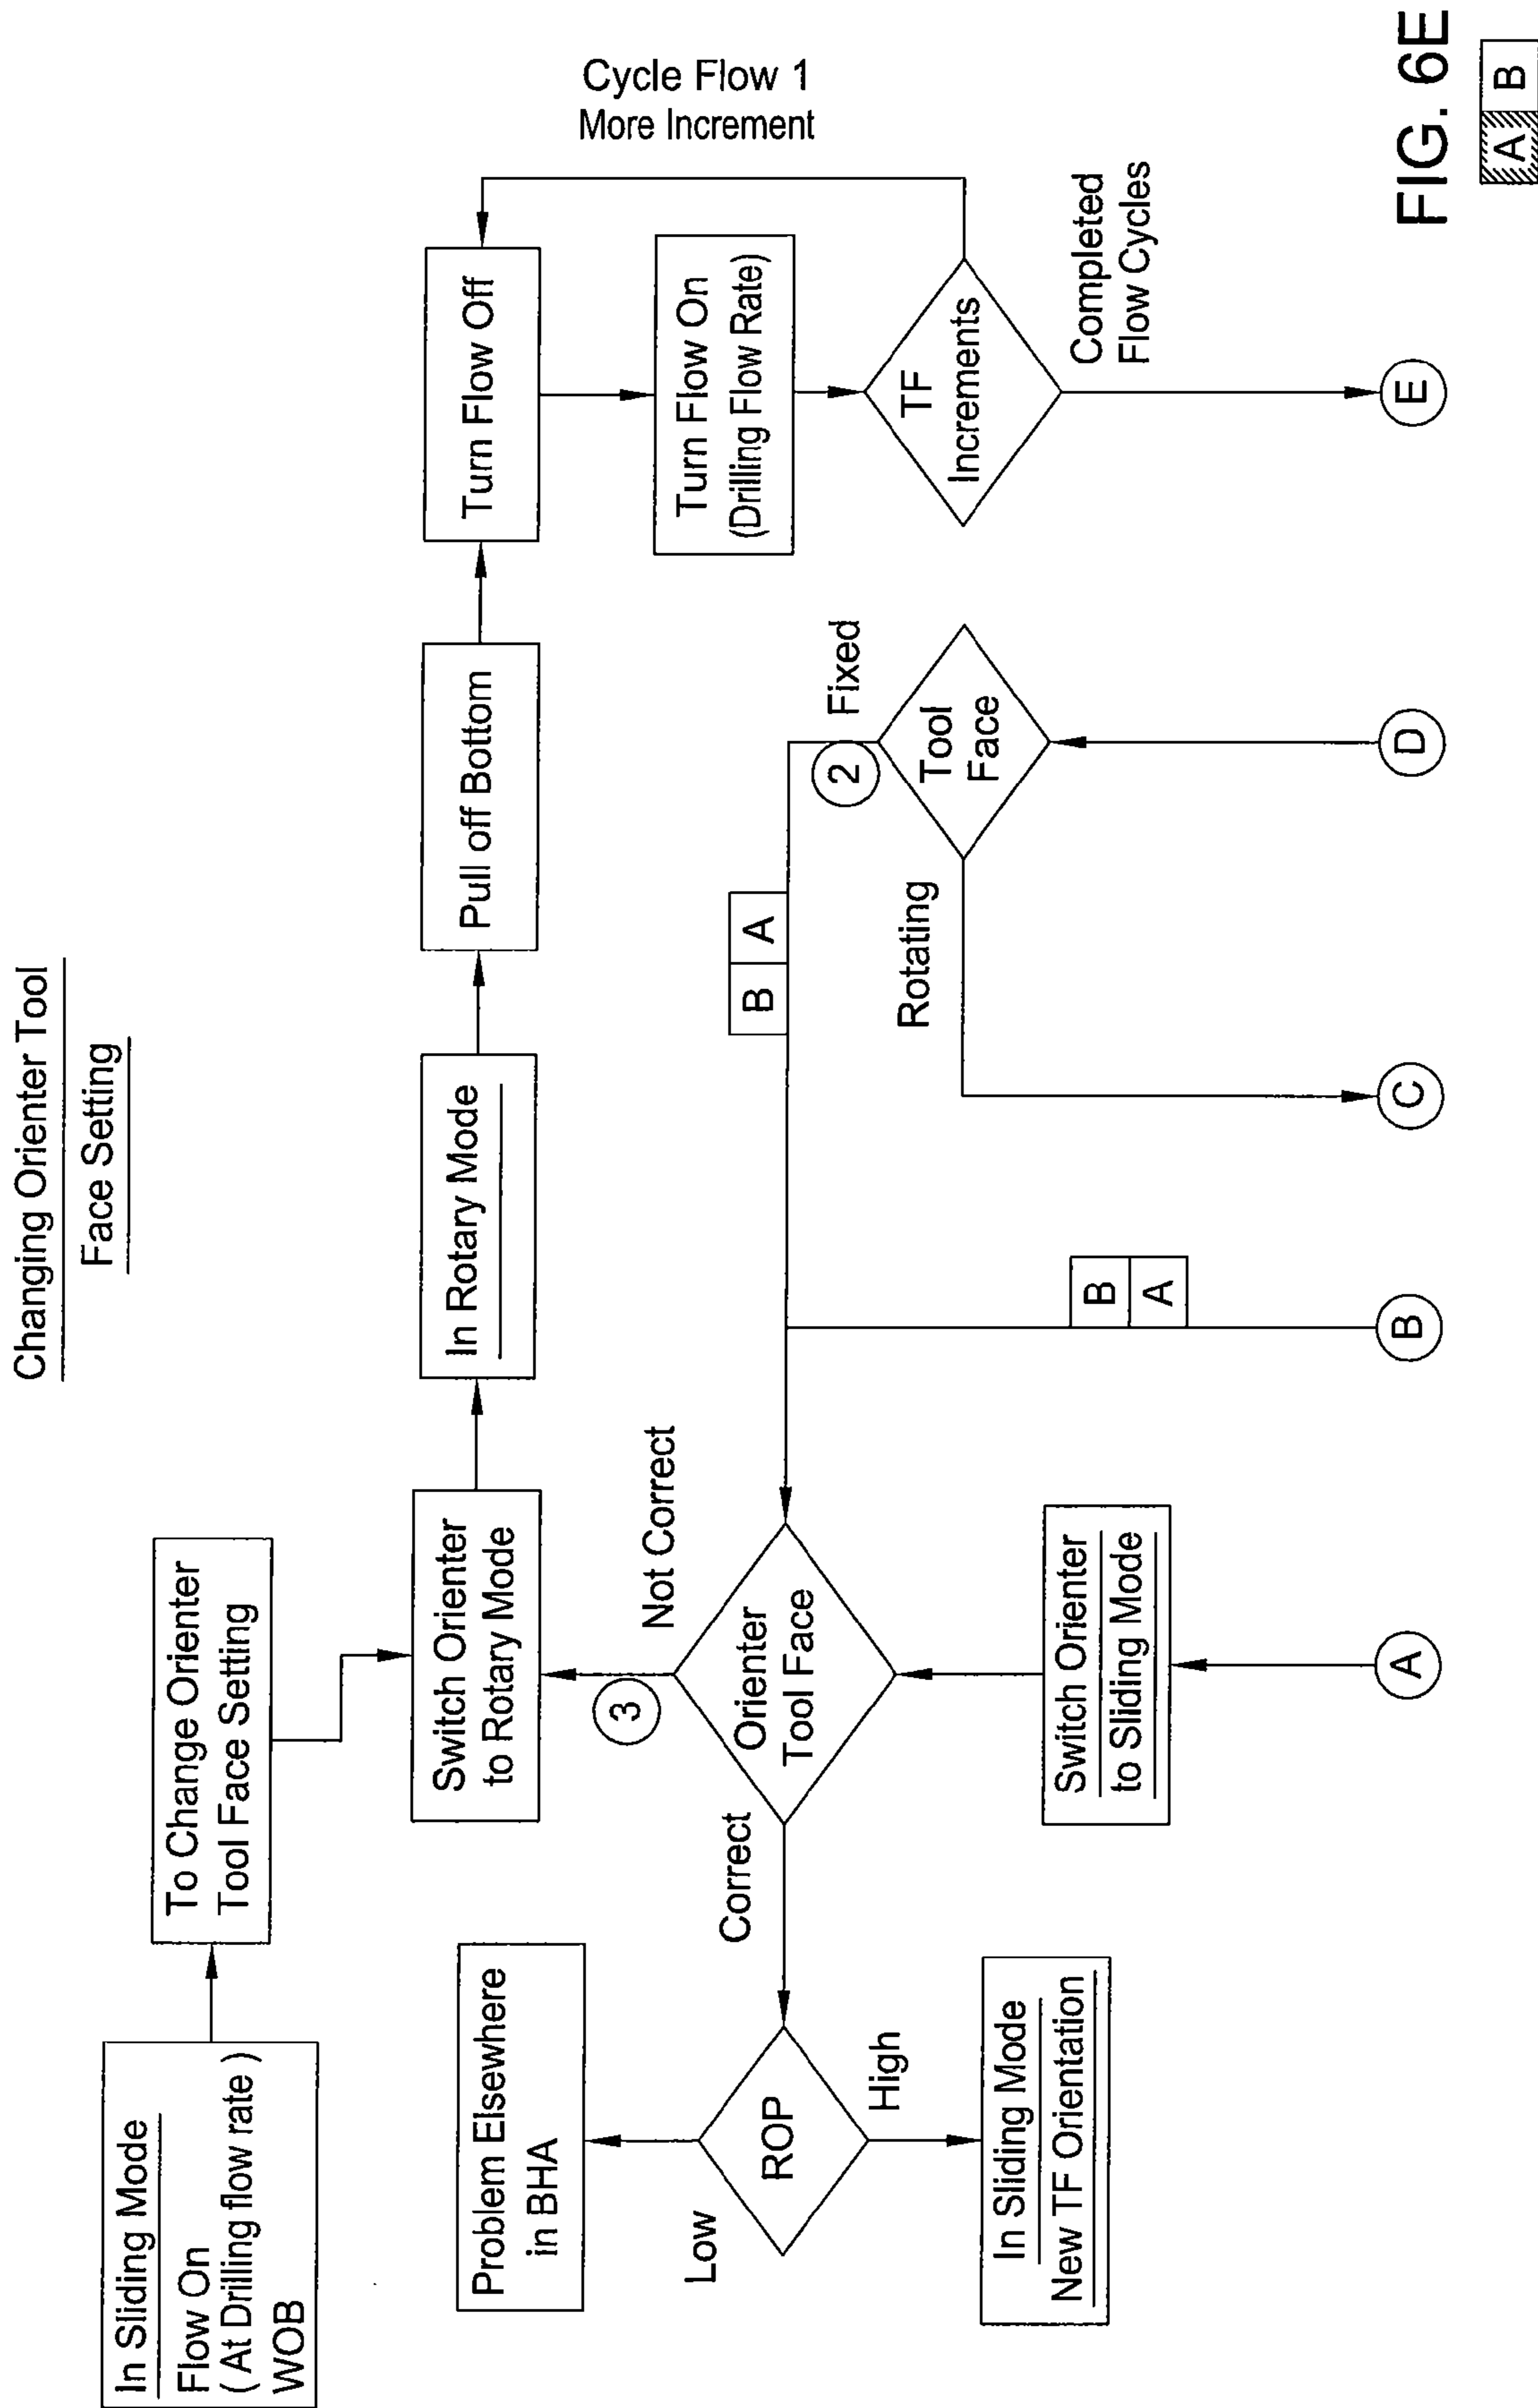 Changing Orienter Tool
Face Setting
In Sliding Mode
Flow On
( At Drilling flow rate )
WOB
To Change Orienter
Tool Face Setting
Switch Orienter
to Rotary Mode
In Rotary Mode
Pull off Bottom
Turn Flow Off
Cycle Flow 1
More Increment
Turn Flow On
(Drilling Flow Rate)
TF
Increments
Completed
Flow Cycles
E
Problem Elsewhere
in BHA
Low
ROP
High
In Sliding Mode
New TF Orientation
Correct
3
Not Correct
Orienter
Tool Face
Switch Orienter
to Sliding Mode
A
B A
B
A
B
2
Fixed
Tool
Face
Rotating
C
D
FIG. 6E
A B